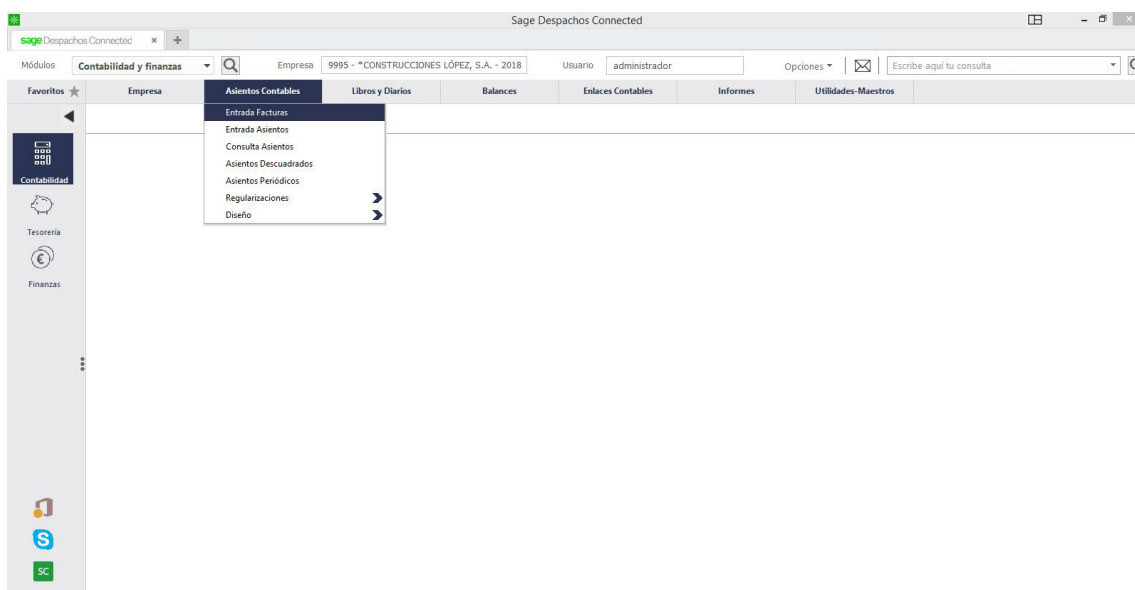 Sage Despachos Connected
sage Despachos Connected × +
Módulos Contabilidad y finanzas Empresa 9995 - *CONSTRUCCIONES LÓPEZ, S.A. - 2018 Usuario administrador Opciones Escribe aquí tu consulta
Favoritos Empresa Asientos Contables Libros y Diarios Balances Enlaces Contables Informes Utilidades-Maestros
Entrada Facturas
Entrada Asientos
Consulta Asientos
Asientos Descuadrados
Asientos Periódicos
Regularizaciones
Diseño
Contabilidad
Tesorería
Finanzas
S
SC